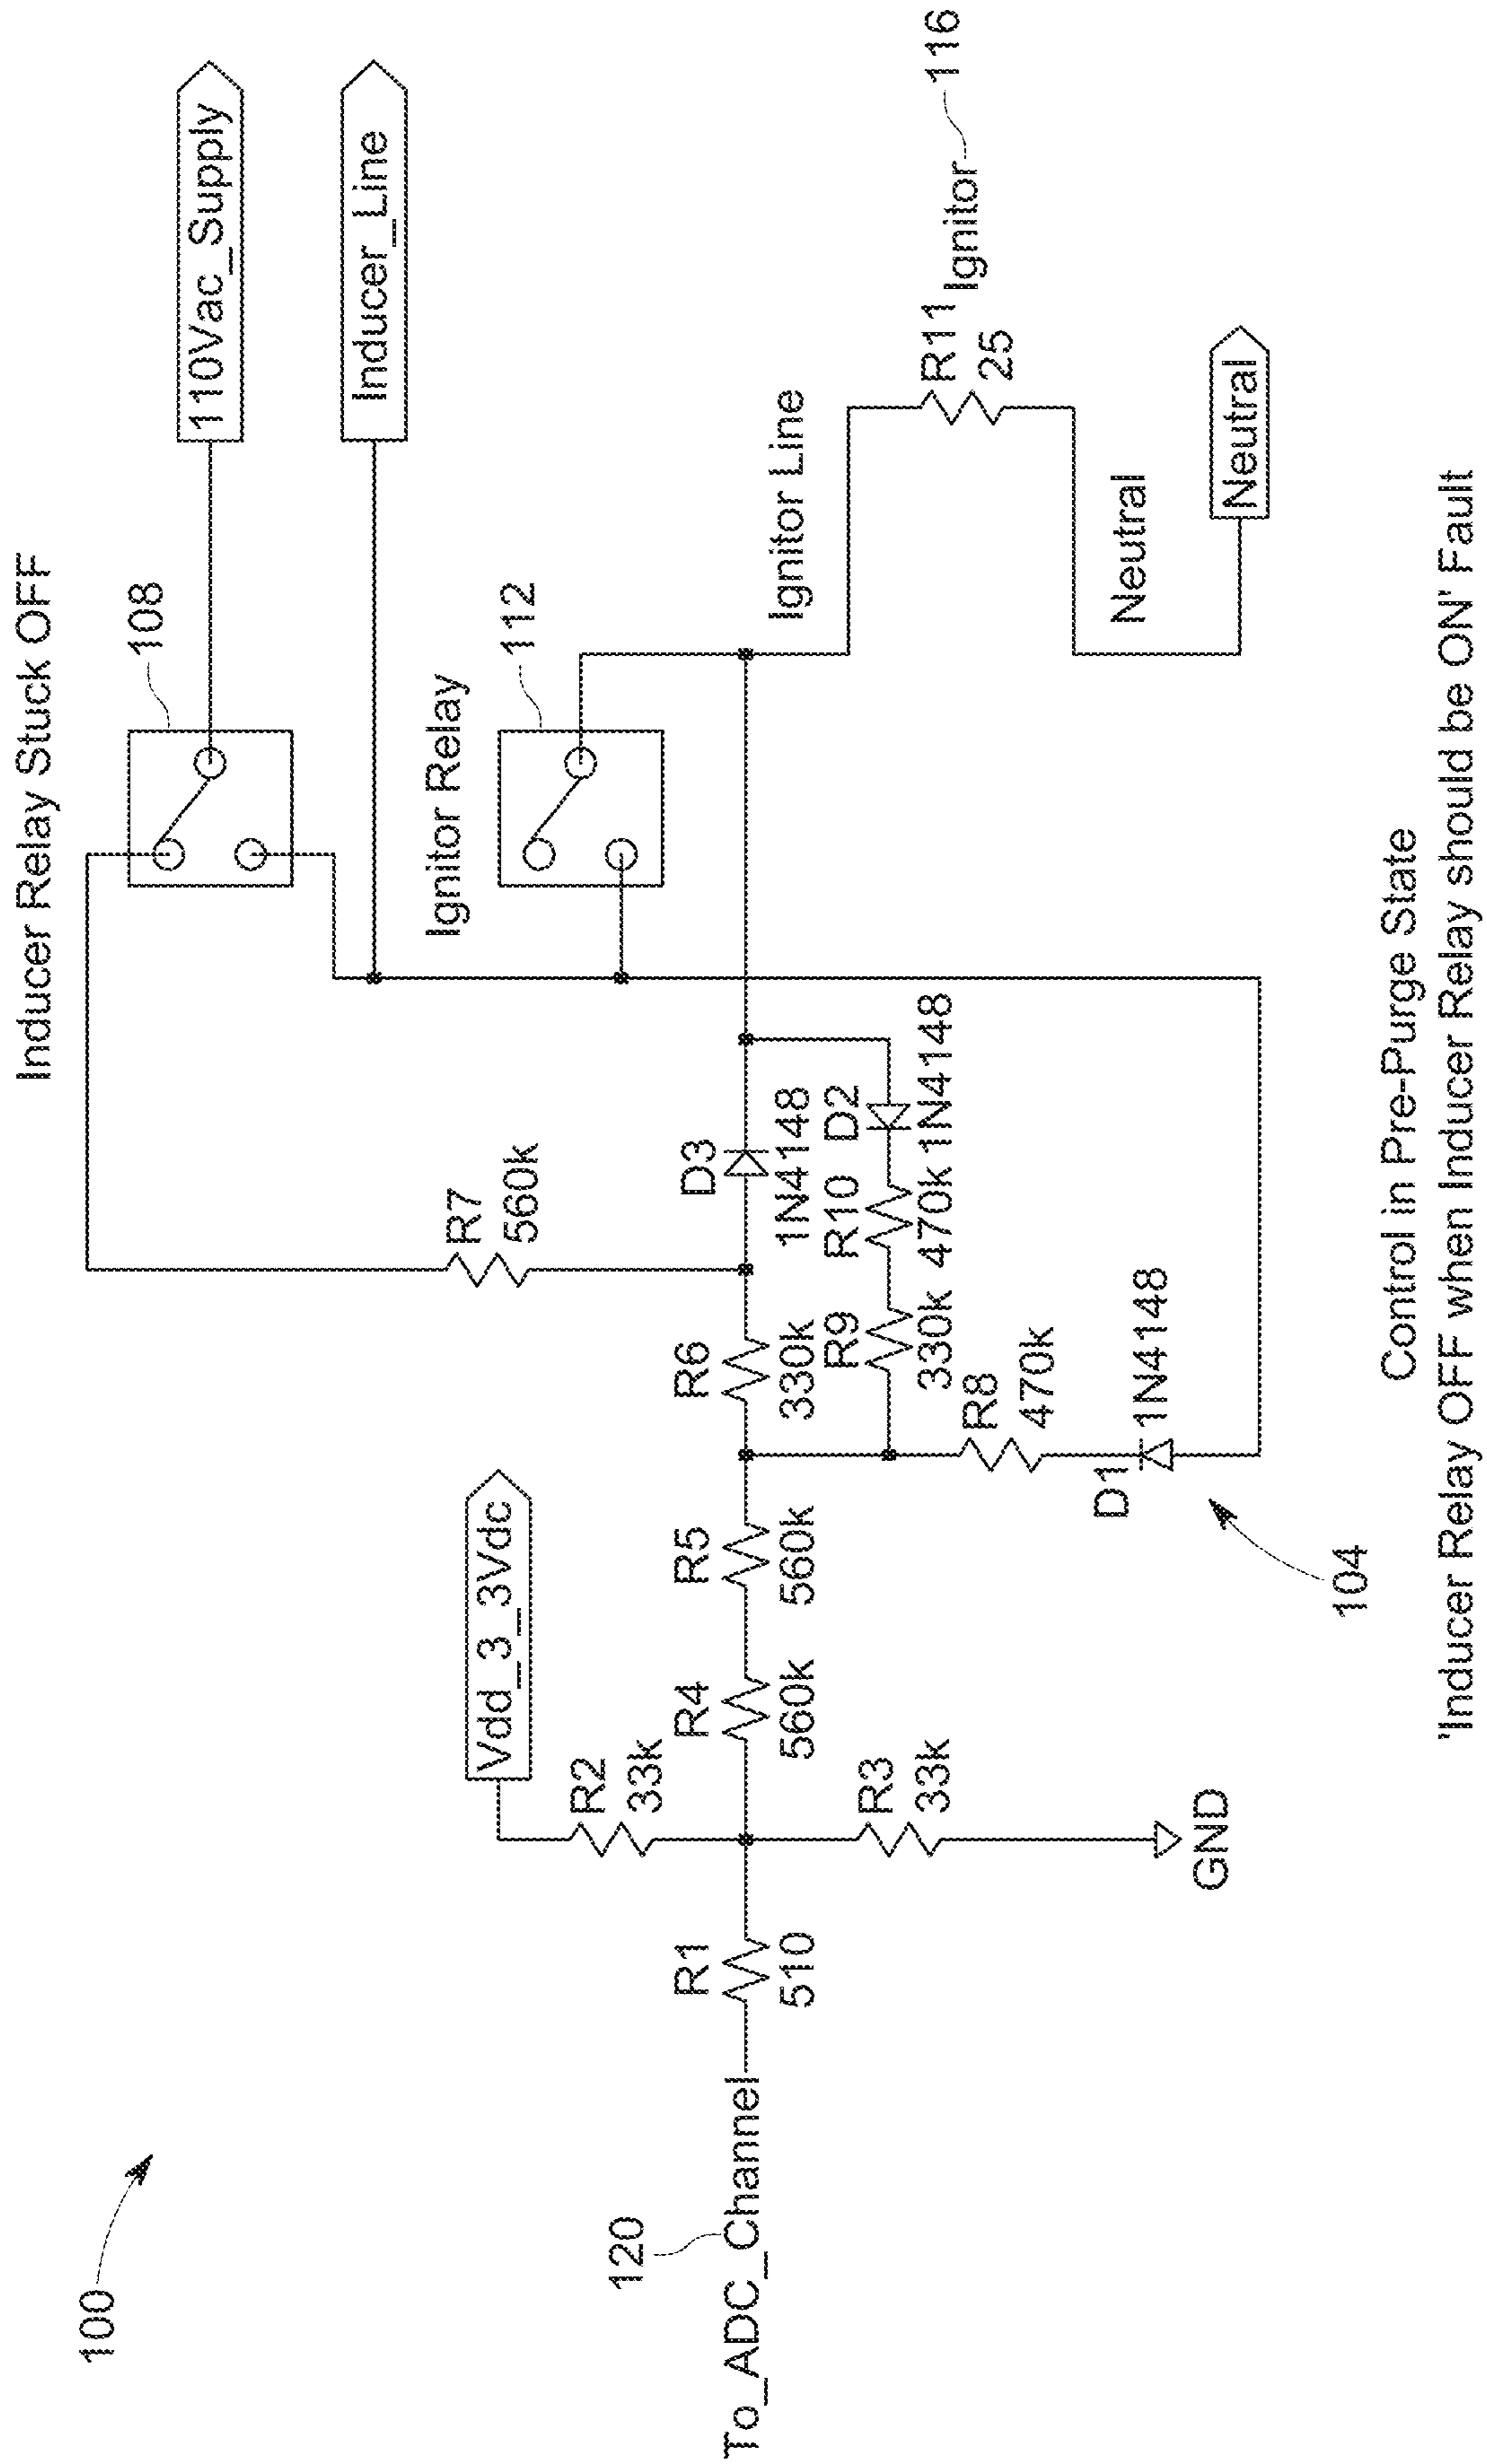 Inducer Relay Stuck OFF
108
110Vac_Supply
Inducer_Line
R7
560k
Ignitor Relay
112
Vdd_3_3Vdc
Ignitor Line
R11
25
Ignitor
116
Neutral
Neutral
100
120
To_ADC_Channel
R1
510
R2
33k
R3
33k
GND
R4
560k
R5
560k
R6
330k
D3
1N4148
R9
330k
R10
470k
D2
1N4148
R8
470k
D1
1N4148
104
Control in Pre-Purge State
'Inducer Relay OFF when Inducer Relay should be ON' Fault